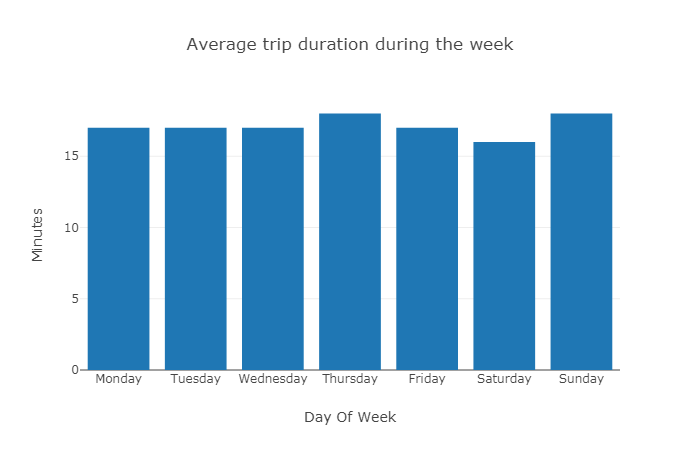 Average trip duration during the week
15
10
5
0
Minutes
Monday Tuesday Wednesday Thursday Friday Saturday Sunday
Day Of Week